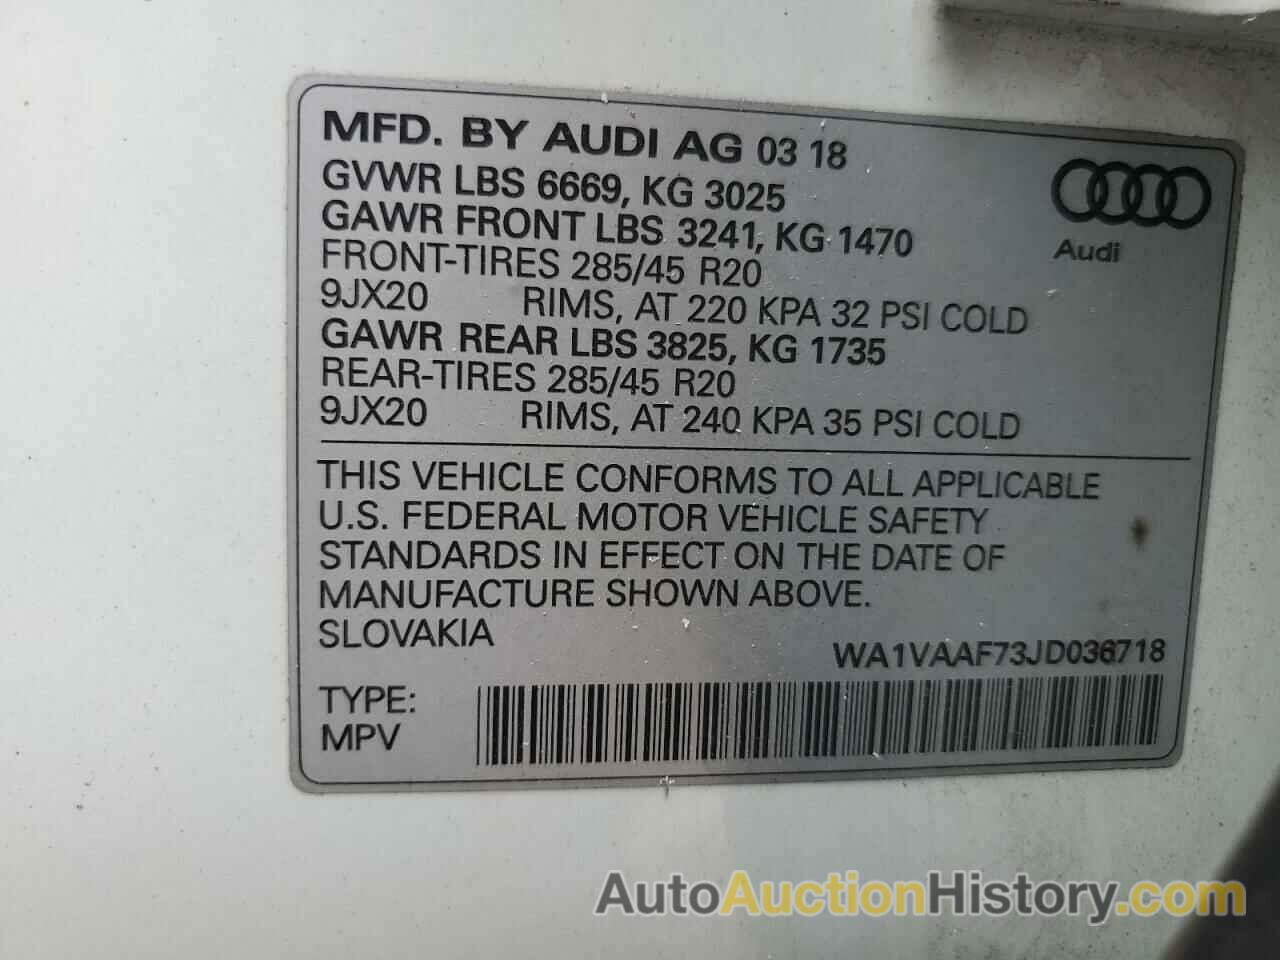 MFD. BY AUDI AG 03 18
GVWR LBS 6669, KG 3025
GAWR FRONT LBS 3241, KG 1470
FRONT-TIRES 285/45 R20
9JX20 RIMS, AT 220 KPA 32 PSI COLD
GAWR REAR LBS 3825, KG 1735
REAR-TIRES 285/45 R20
9JX20 RIMS, AT 240 KPA 35 PSI COLD
Audi
THIS VEHICLE CONFORMS TO ALL APPLICABLE
U.S. FEDERAL MOTOR VEHICLE SAFETY
STANDARDS IN EFFECT ON THE DATE OF
MANUFACTURE SHOWN ABOVE.
SLOVAKIA
WA1VAAF73JD036718
TYPE:
MPV
AutoAuctionHistory.com